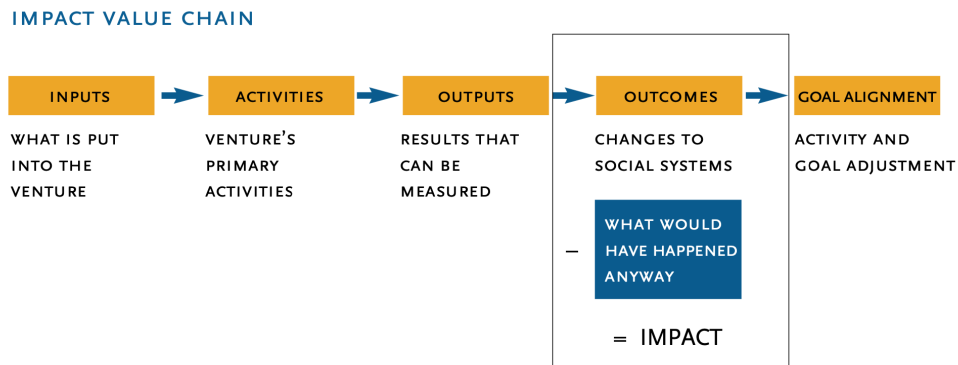 IMPACT VALUE CHAIN
INPUTS
ACTIVITIES
OUTPUTS
OUTCOMES
GOAL ALIGNMENT
WHAT IS PUT
INTO THE
VENTURE
VENTURE'S
PRIMARY
ACTIVITIES
RESULTS THAT
CAN BE
MEASURED
CHANGES TO
SOCIAL SYSTEMS
ACTIVITY AND
GOAL ADJUSTMENT
–
WHAT WOULD
HAVE HAPPENED
ANYWAY
= IMPACT